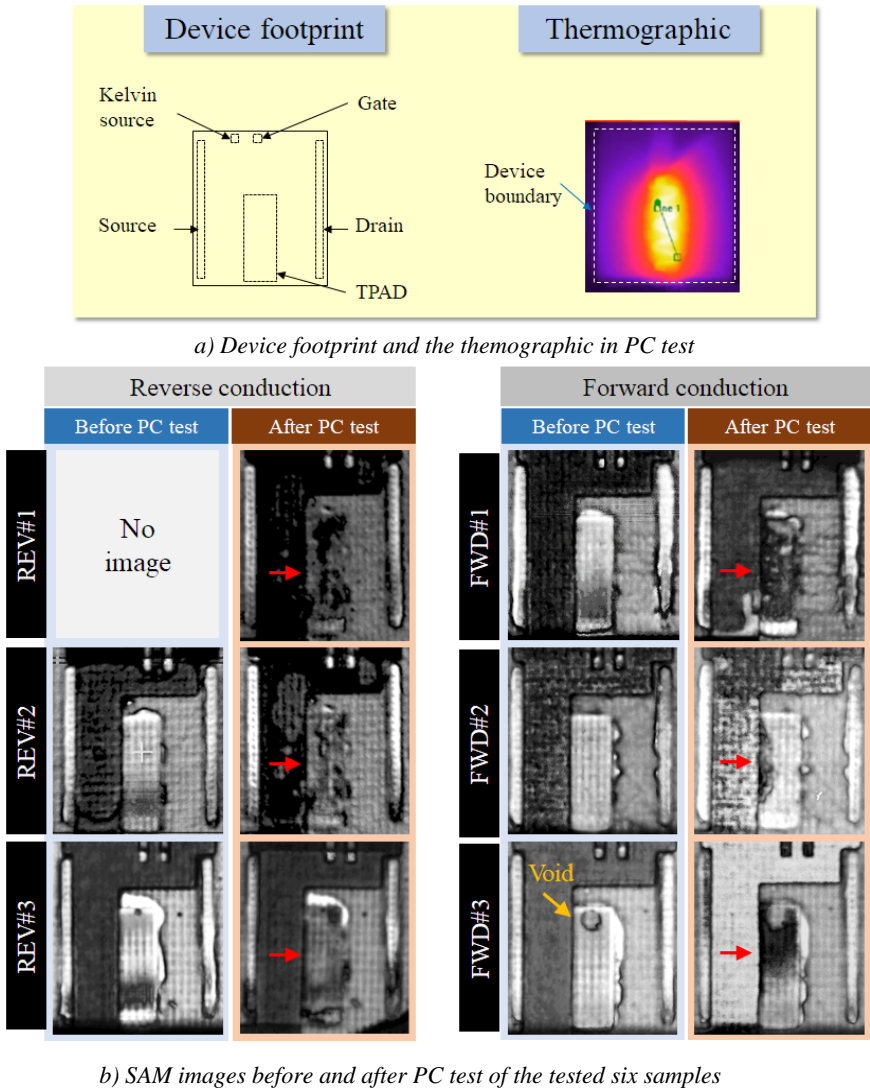 Device footprint
Thermographic
Kelvin
source
Gate
Source
Drain
TPAD
Device
boundary
Line 1
a) Device footprint and the themographic in PC test
Reverse conduction
Forward conduction
Before PC test
After PC test
Before PC test
After PC test
REV#1
No
image
FWD#1
REV#2
FWD#2
REV#3
Void
FWD#3
b) SAM images before and after PC test of the tested six samples